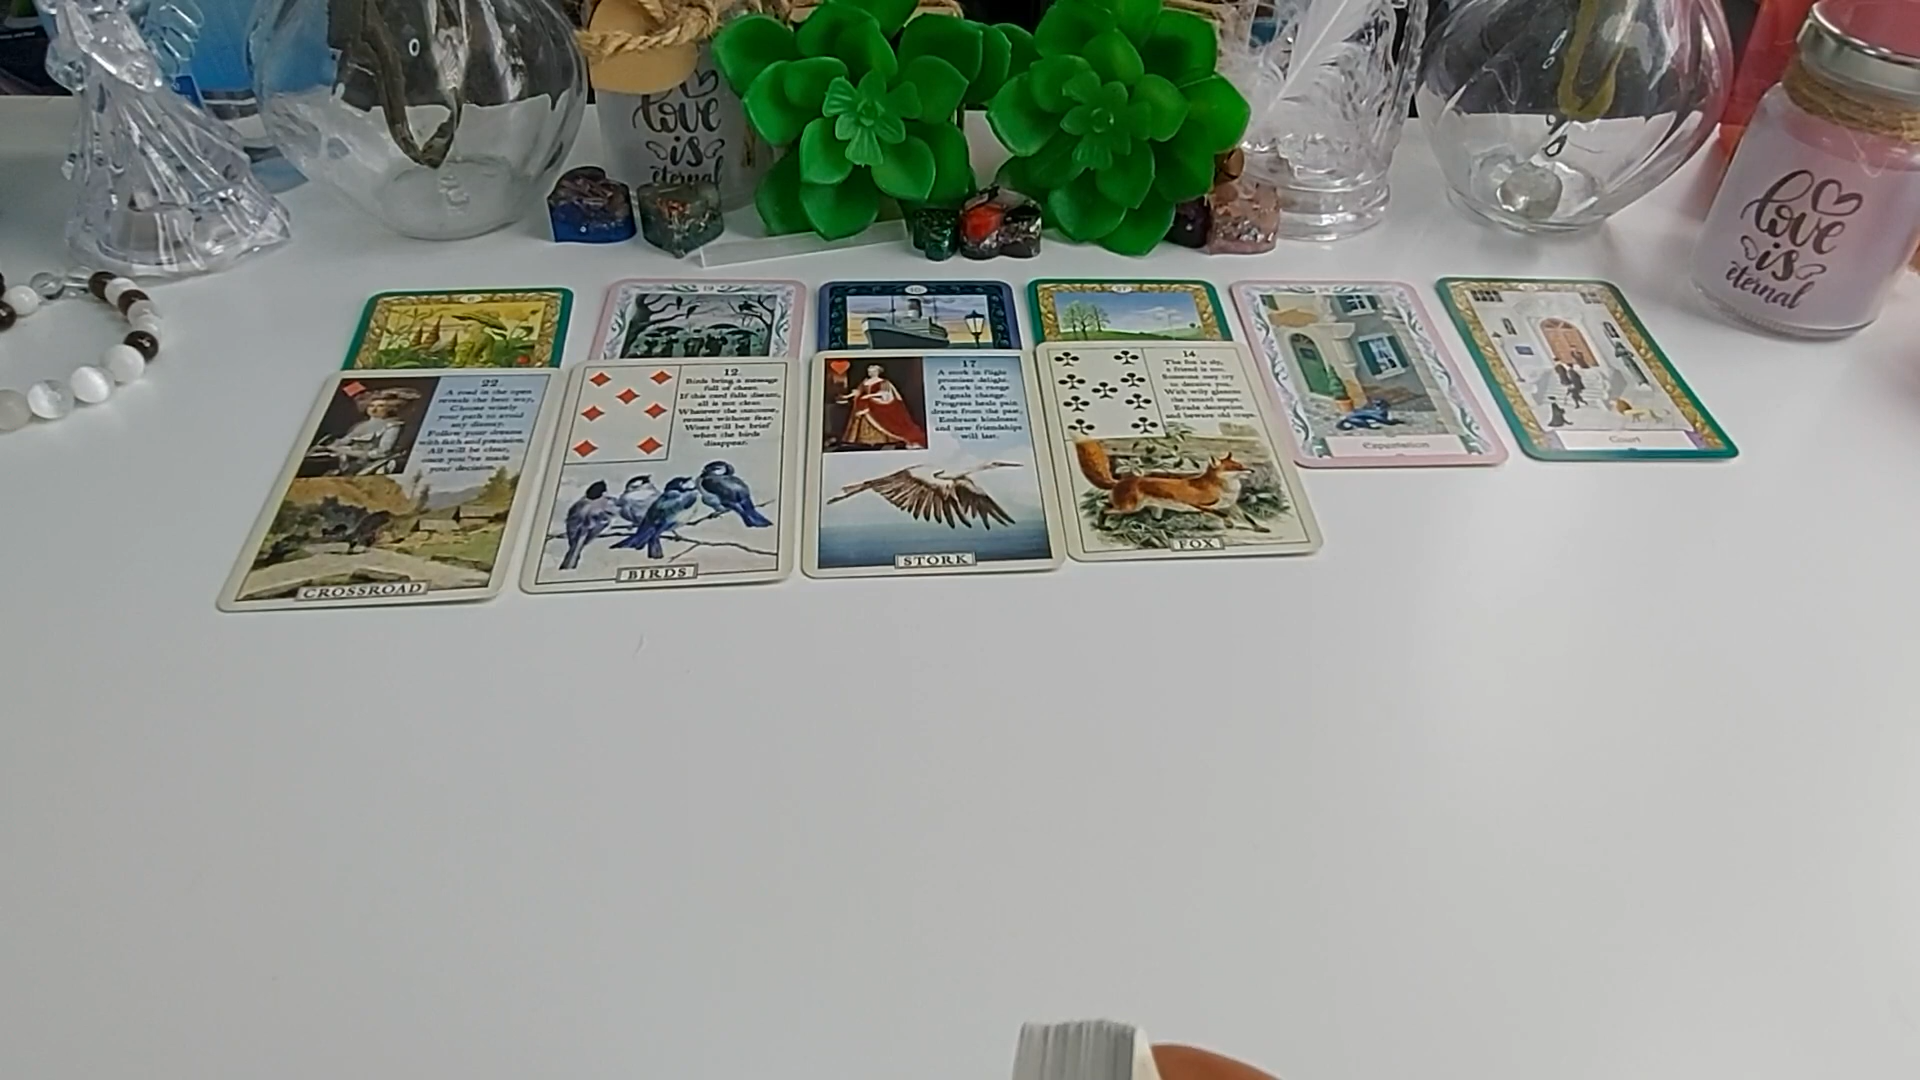 love
is
eternal
love
is
eternal
19
Court
22
A road in the open
reveals the best ways.
Choose wisely
your path to avoid
any dismay.
Follow your dreams
with faith and precision.
All will be clear,
once you've made
your decision.
CROSSROAD
12
Birds bring a message
full of cheer.
If this card falls distant,
all is not clear.
Whatever the outcome,
remain without fear.
Woes will be brief
when the birds
disappear.
BIRDS
17
A stork in flight
promises delight.
A stork in range
signals change.
Progress heals pain
drawn from the past.
Embrace kindness
and new friendships
will last.
STORK
14
The fox is sly,
a friend is too.
Someone may try
to deceive you.
With wily glances
the rascal
Evade deception
and beware old traps.
FOX